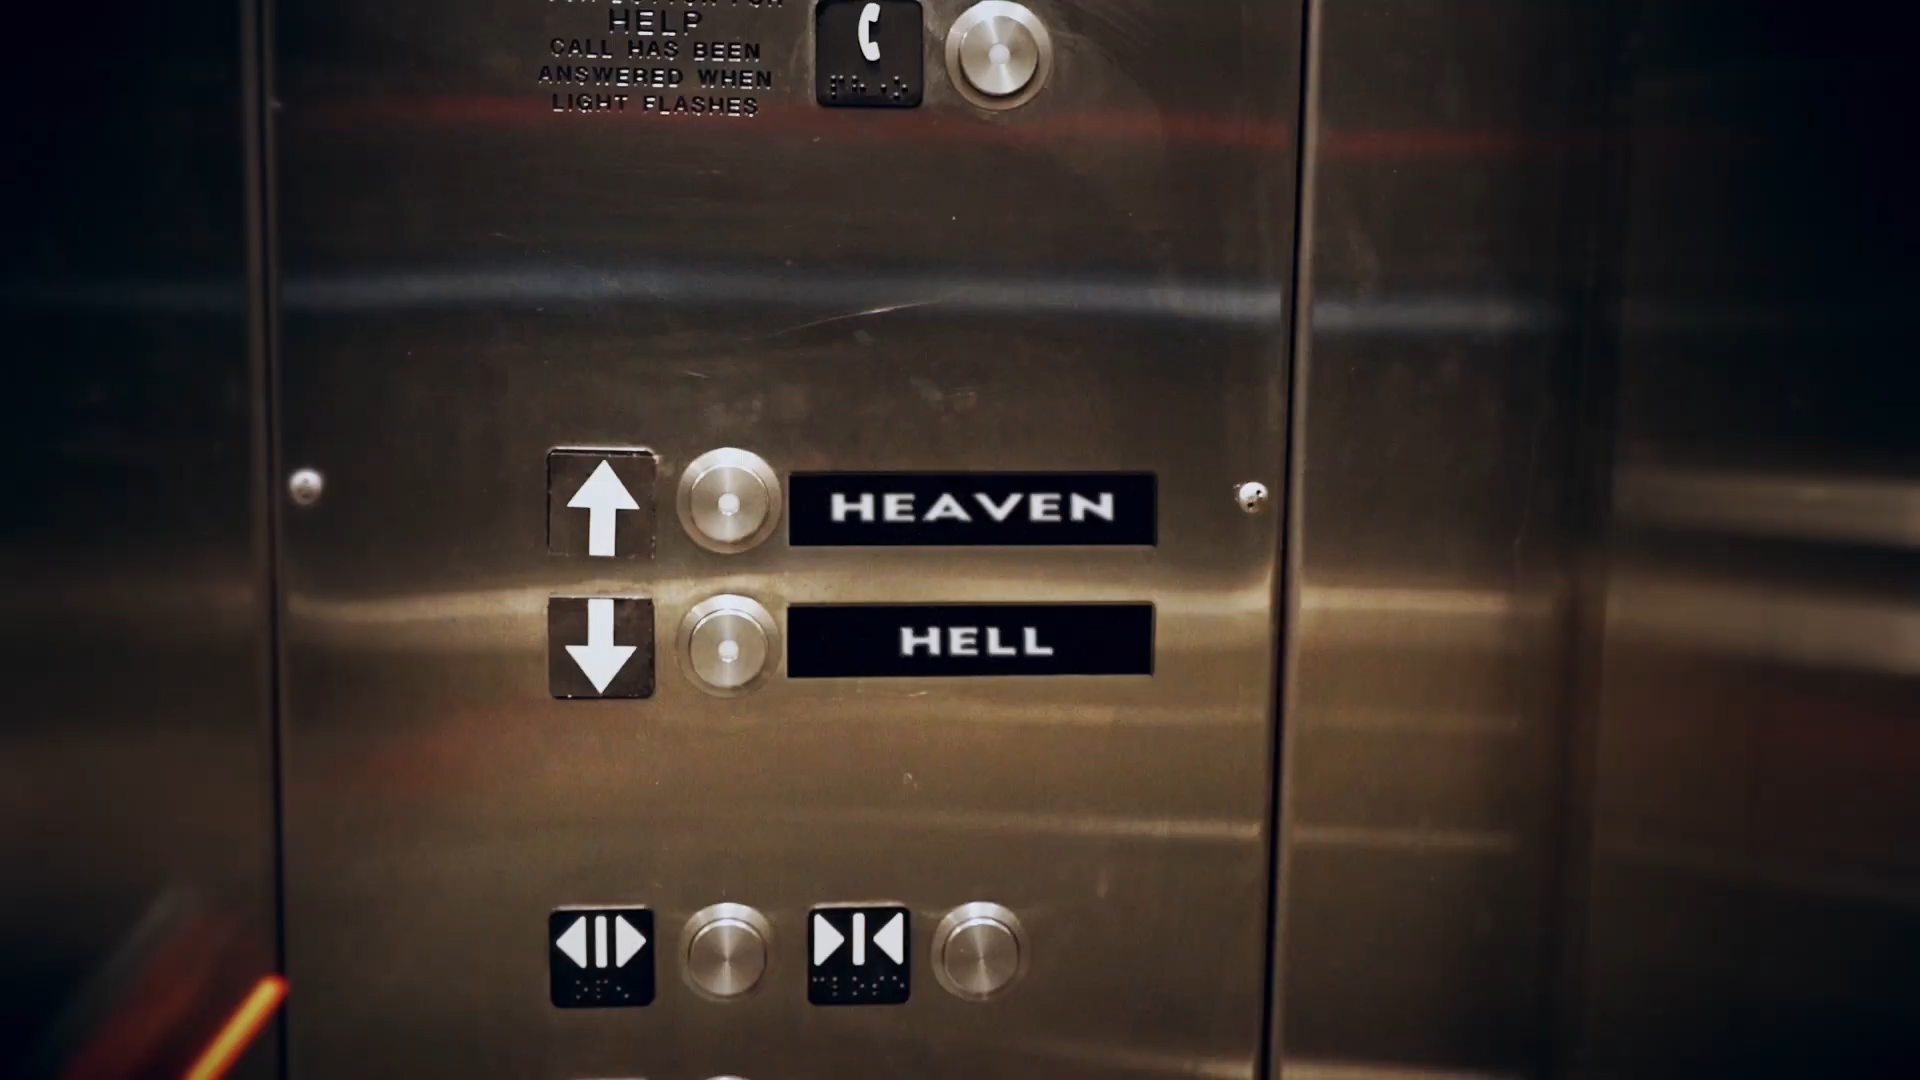 HELP
CALL HAS BEEN
ANSWERED WHEN
LIGHT FLASHES
HEAVEN
HELL